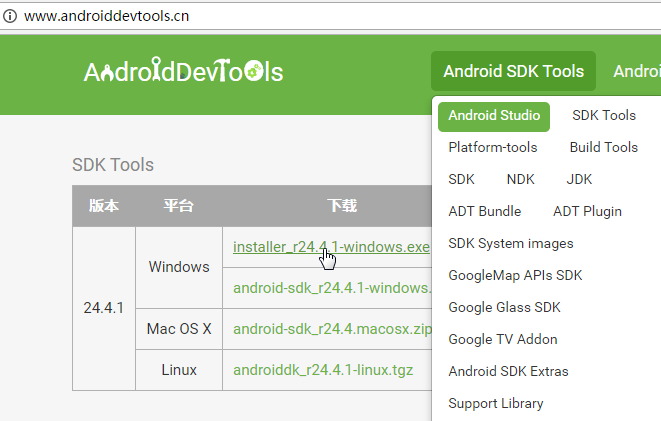 www.androiddevtools.cn
AndroidDevTools
Android SDK Tools
Andro
Android Studio
SDK Tools
Platform-tools
Build Tools
SDK
NDK
JDK
ADT Bundle
ADT Plugin
SDK System images
GoogleMap APIs SDK
Google Glass SDK
Google TV Addon
Android SDK Extras
Support Library
SDK Tools
版本
平台
下载
24.4.1
Windows
installer_r24.4.1-windows.exe
android-sdk_r24.4.1-windows.
Mac OS X
android-sdk_r24.4.macosx.zip
Linux
androiddk_r24.4.1-linux.tgz